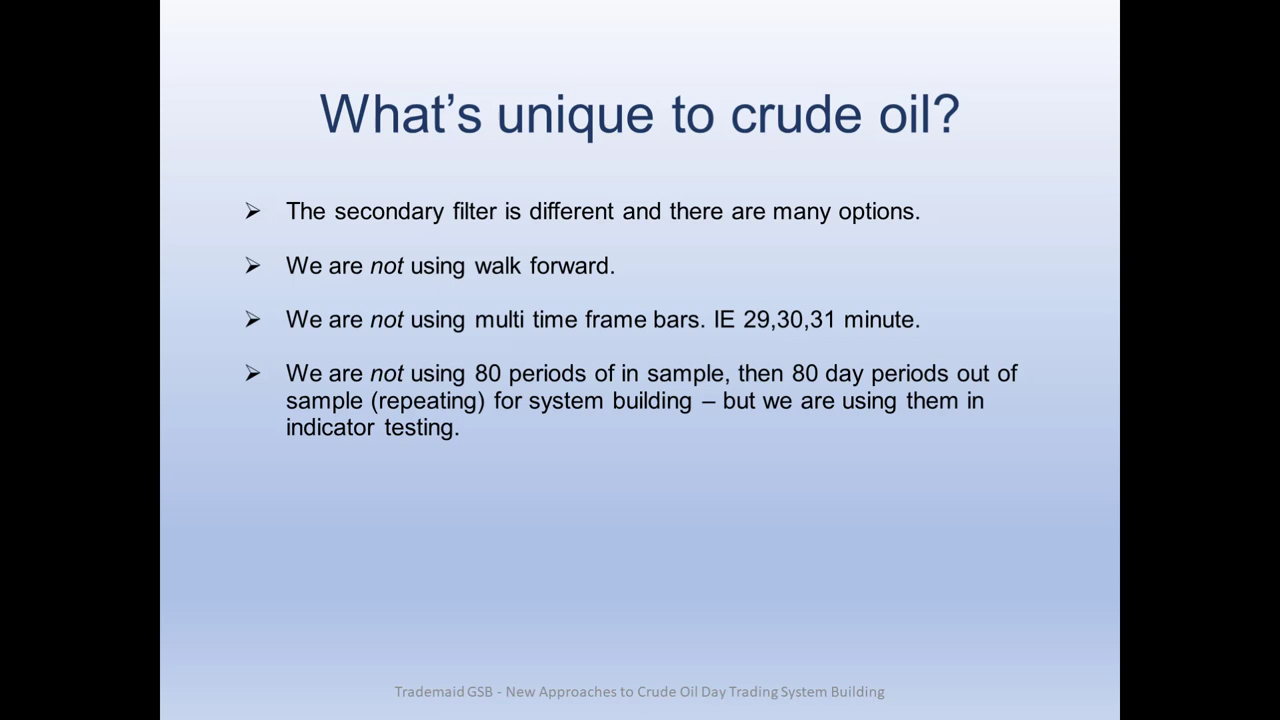 What's unique to crude oil?
➢ The secondary filter is different and there are many options.
➢ We are not using walk forward.
➢ We are not using multi time frame bars. IE 29,30,31 minute.
➢ We are not using 80 periods of in sample, then 80 day periods out of
sample (repeating) for system building – but we are using them in
indicator testing.
Trademaid GSB - New Approaches to Crude Oil Day Trading System Building